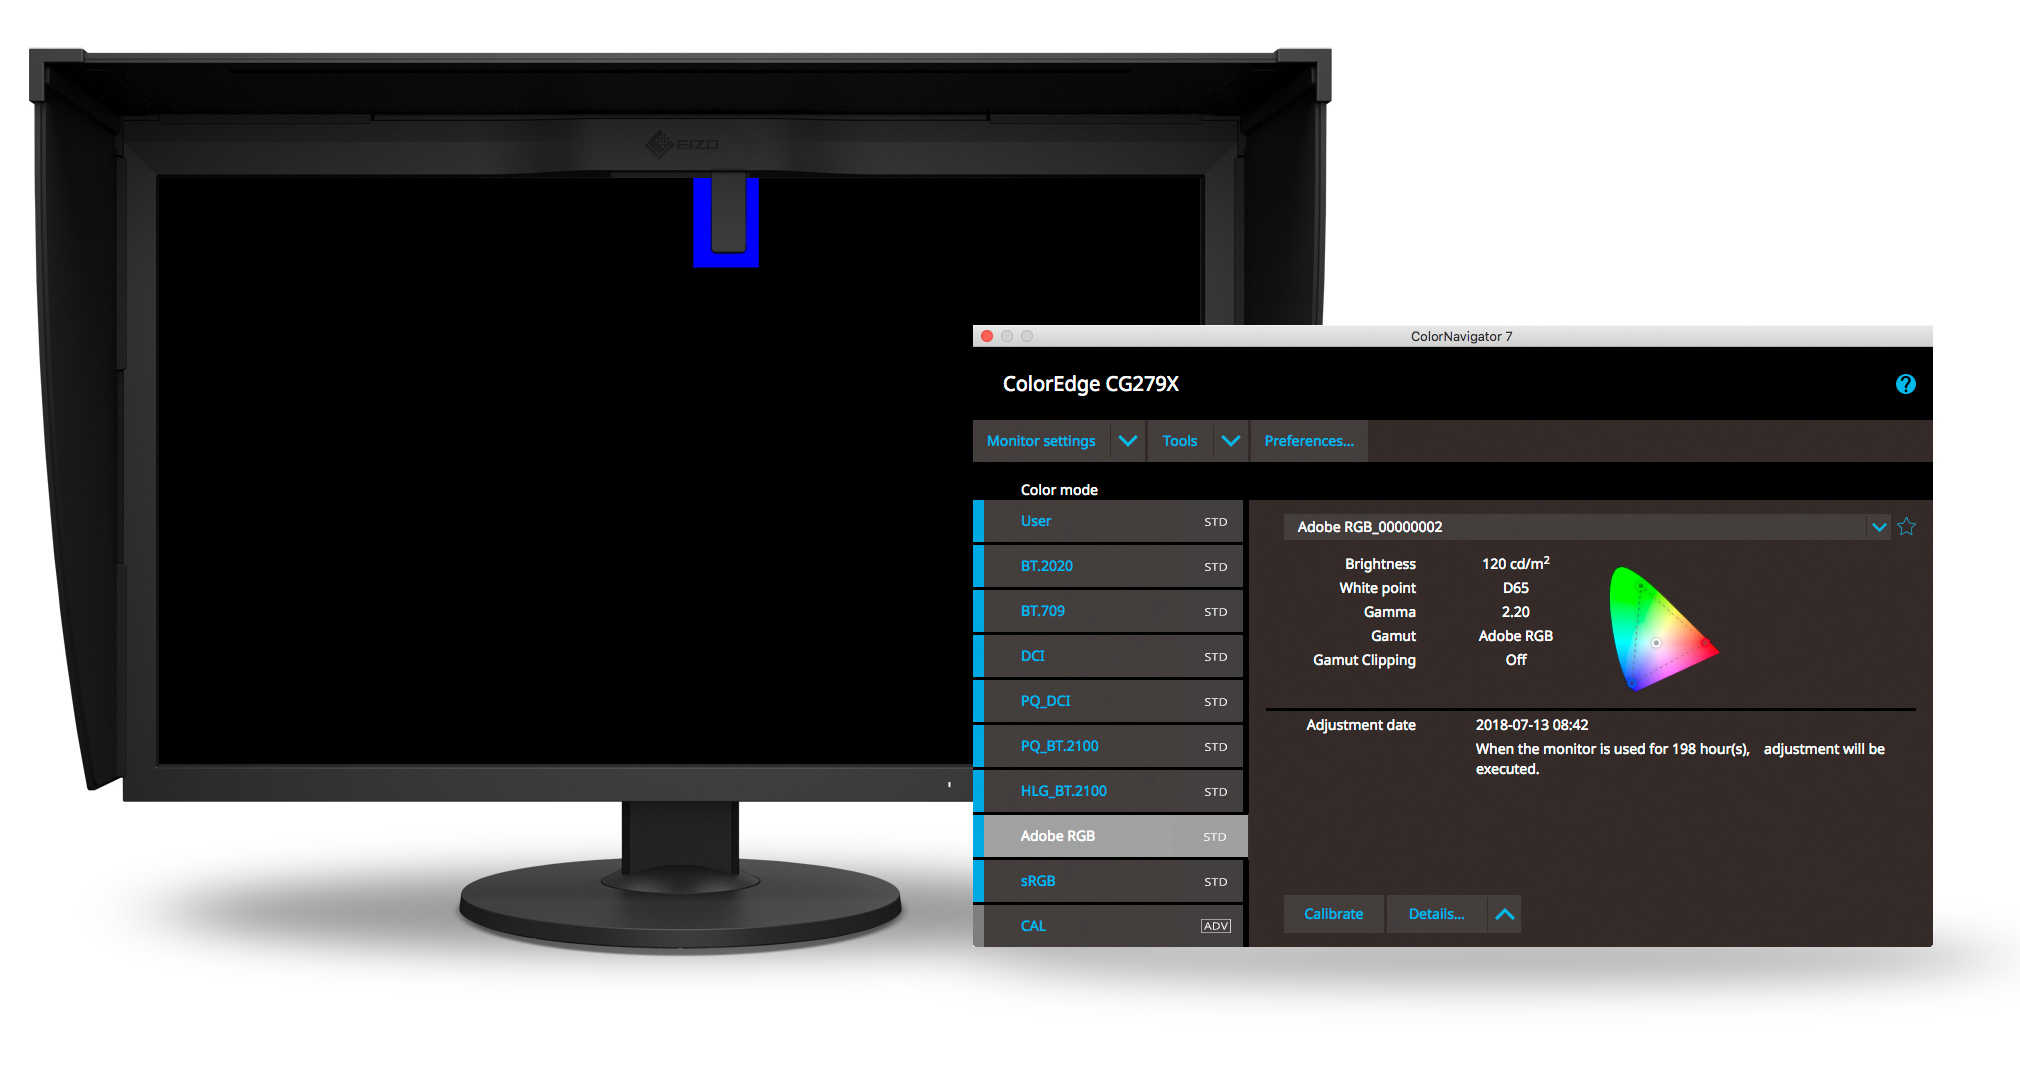 EIZO
ColorNavigator 7
ColorEdge CG279X
?
Monitor settings
Tools
Preferences...
Color mode
User STD
BT.2020 STD
BT.709 STD
DCI STD
PQ_DCI STD
PQ_BT.2100 STD
HLG_BT.2100 STD
Adobe RGB STD
sRGB STD
CAL ADV
Adobe RGB_00000002
Brightness 120 cd/m²
White point D65
Gamma 2.20
Gamut Adobe RGB
Gamut Clipping Off
Adjustment date 2018-07-13 08:42
When the monitor is used for 198 hour(s), adjustment will be
executed.
Calibrate
Details...